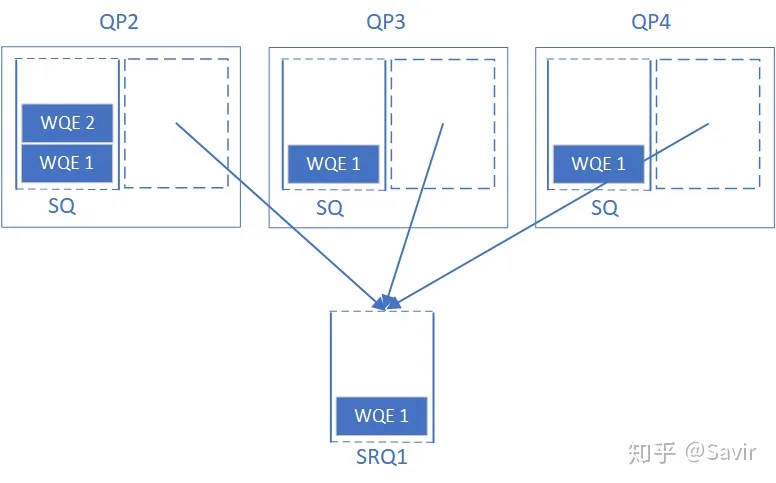 QP2
QP3
QP4
WQE 2
WQE 1
WQE 1
WQE 1
SQ
SQ
SQ
WQE 1
SRQ1
知乎 @Savir